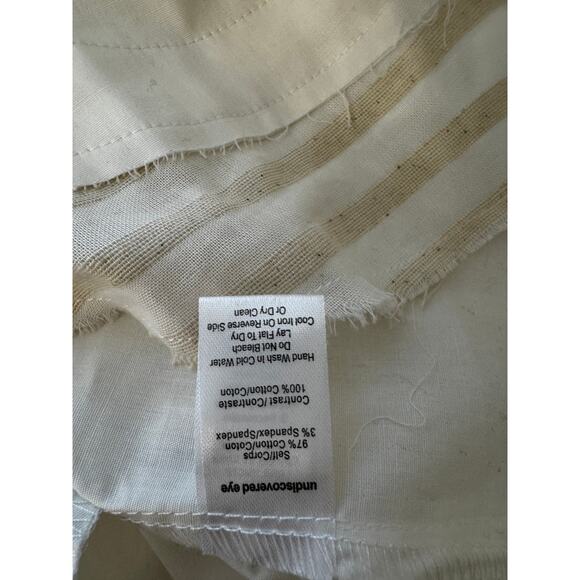 undiscovered eye
Self/Corps
97% Cotton/Coton
3% Spandex/Spandex
Contrast / Contraste
100% Cotton/Coton
Hand Wash In Cold Water
Do Not Bleach
Lay Flat To Dry
Cool Iron On Reverse Side
Or Dry Clean